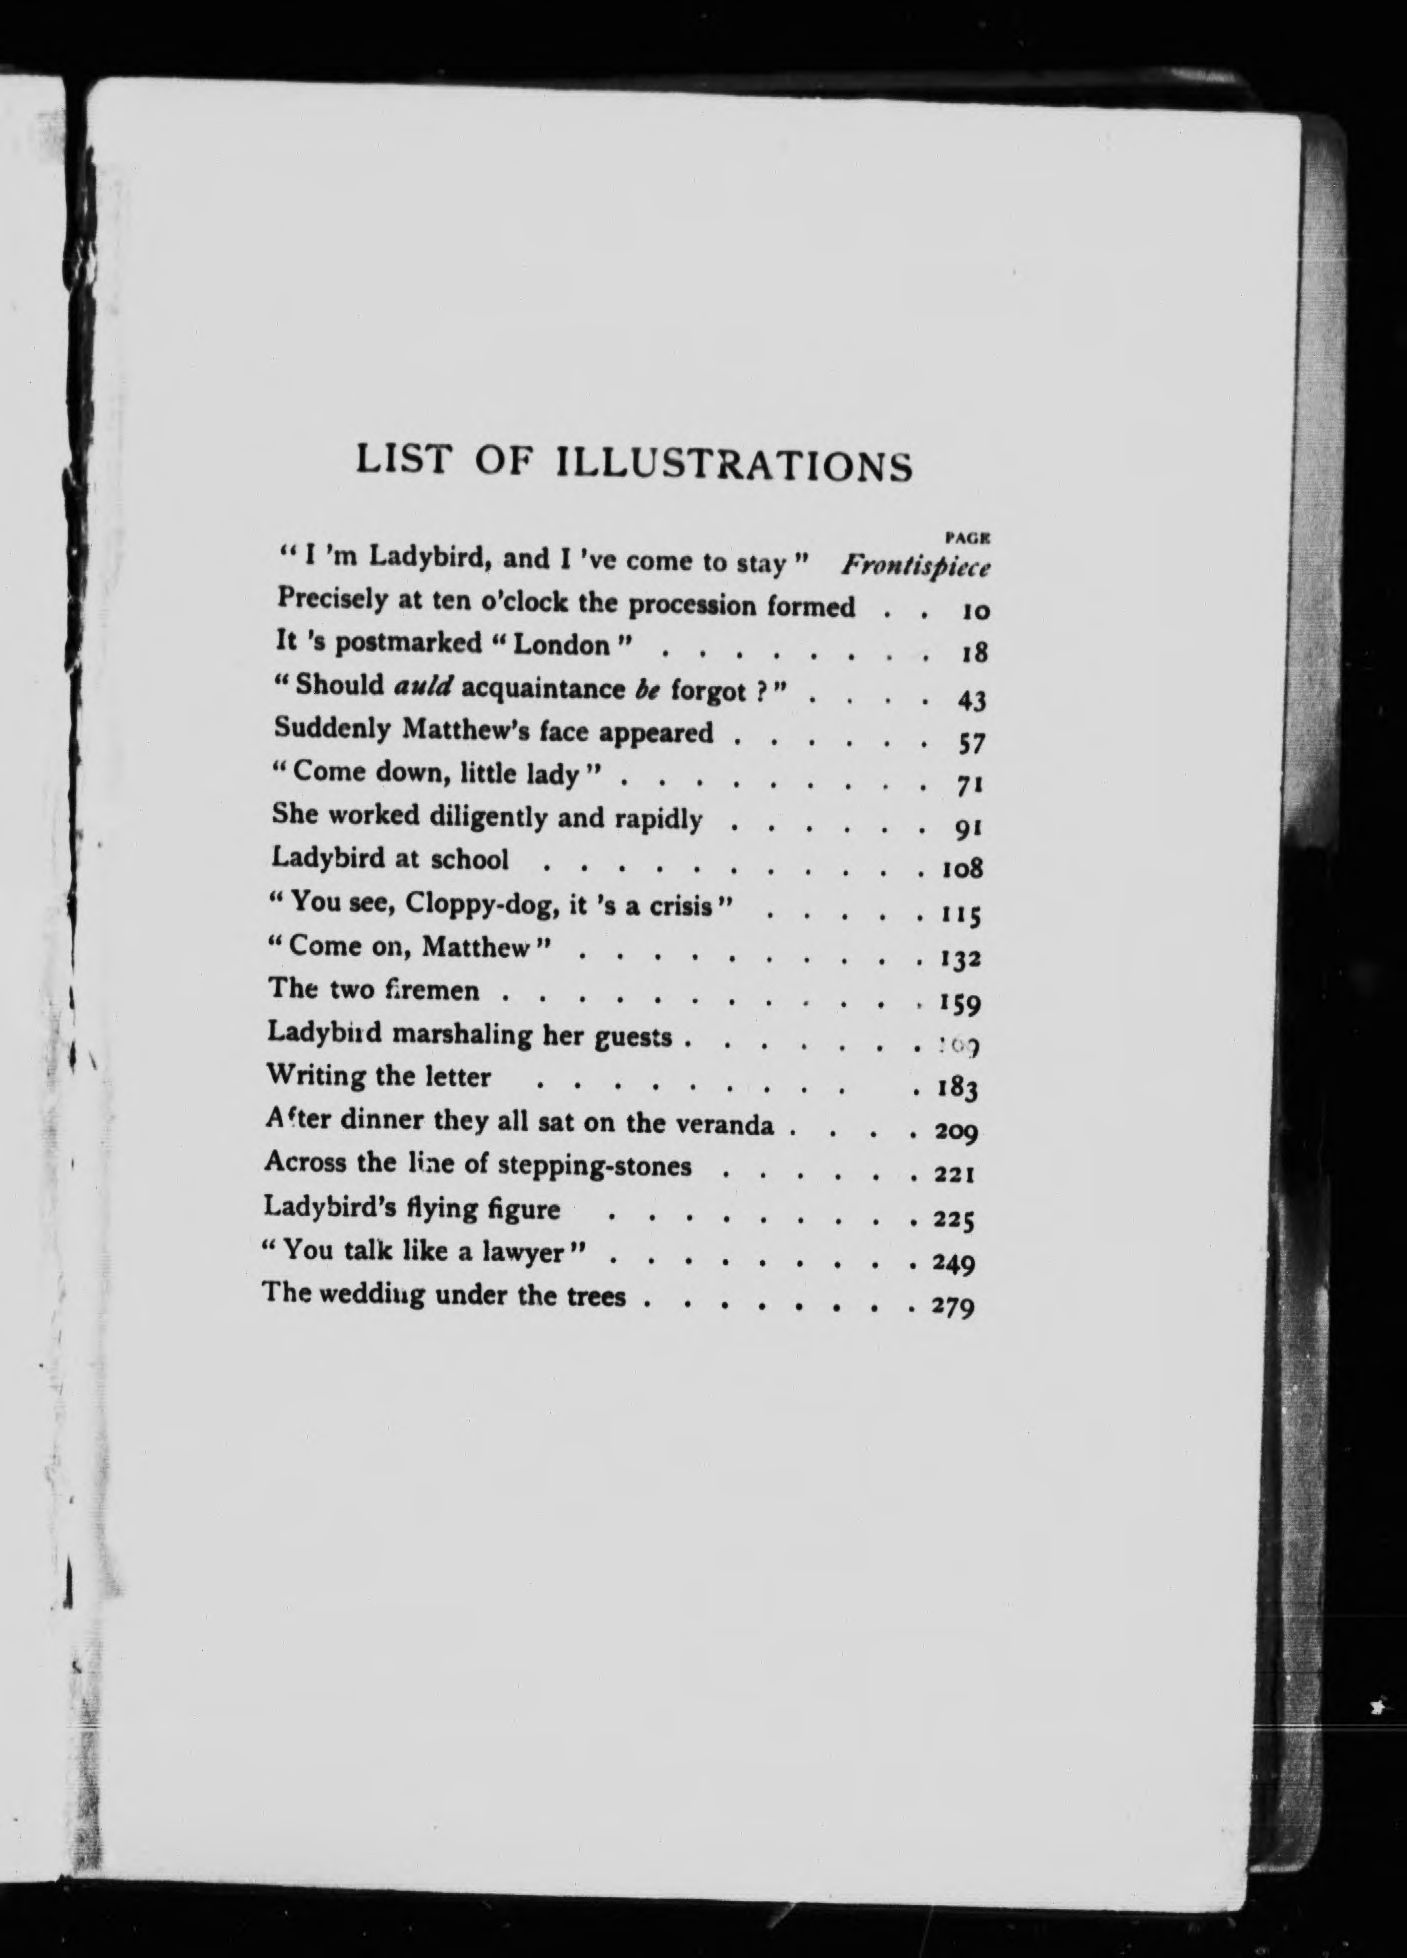 LIST OF ILLUSTRATIONS
PAGE
“I ’m Ladybird, and I ’ve come to stay” Frontispiece
Precisely at ten o’clock the procession formed . . 10
It ’s postmarked “London” . . . . . . . . 18
“Should auld acquaintance be forgot ?” . . . . 43
Suddenly Matthew’s face appeared . . . . . . 57
“Come down, little lady” . . . . . . . . . 71
She worked diligently and rapidly . . . . . . 91
Ladybird at school . . . . . . . . . . . 108
“You see, Cloppy-dog, it ’s a crisis” . . . . . 115
“Come on, Matthew” . . . . . . . . . . 132
The two firemen . . . . . . . . . . . . 159
Ladybird marshaling her guests . . . . . . .
Writing the letter . . . . . . . . . . 183
After dinner they all sat on the veranda . . . . 209
Across the line of stepping-stones . . . . . . 221
Ladybird’s flying figure . . . . . . . . . 225
“You talk like a lawyer” . . . . . . . . . 249
The wedding under the trees . . . . . . . . 279